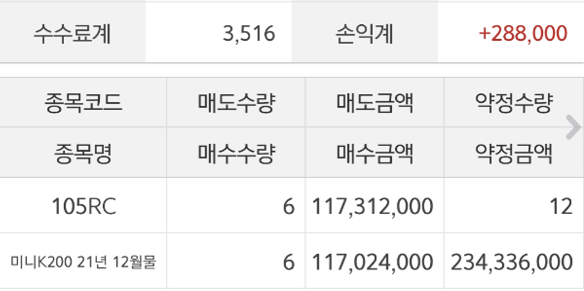 수수료계 3,516 손익계 +288,000
종목코드 매도수량 매도금액 약정수량
종목명 매수수량 매수금액 약정금액
105RC 6 117,312,000 12
미니K200 21년 12월물 6 117,024,000 234,336,000